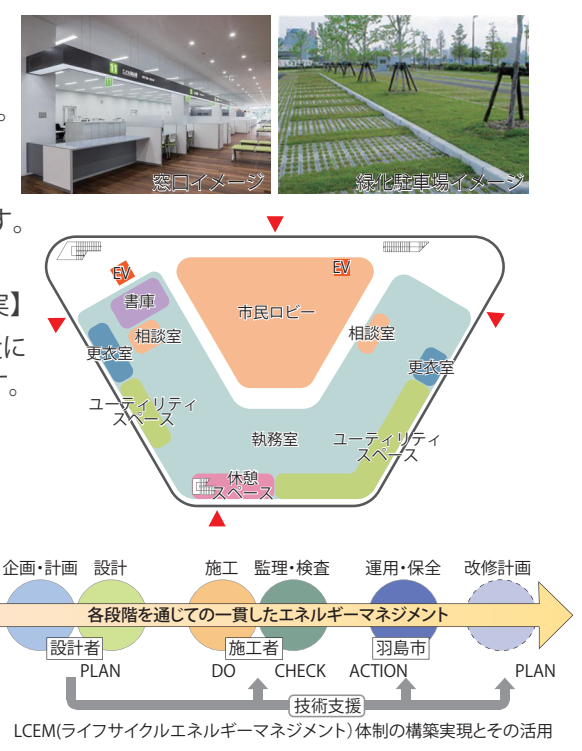 。
11
窓口イメージ
緑化駐車場イメージ
す。
EV
EV
書庫
市民ロビー
実】
相談室
相談室
更衣室
に
更衣室
。
ユーティリティ
スペース
執務室
ユーティリティ
スペース
休憩
スペース
企画・計画 設計 施工 監理・検査 運用・保全 改修計画
各段階を通じての一貫したエネルギーマネジメント
設計者 施工者 羽島市
PLAN DO CHECK ACTION PLAN
技術支援
LCEM(ライフサイクルエネルギーマネジメント)体制の構築実現とその活用